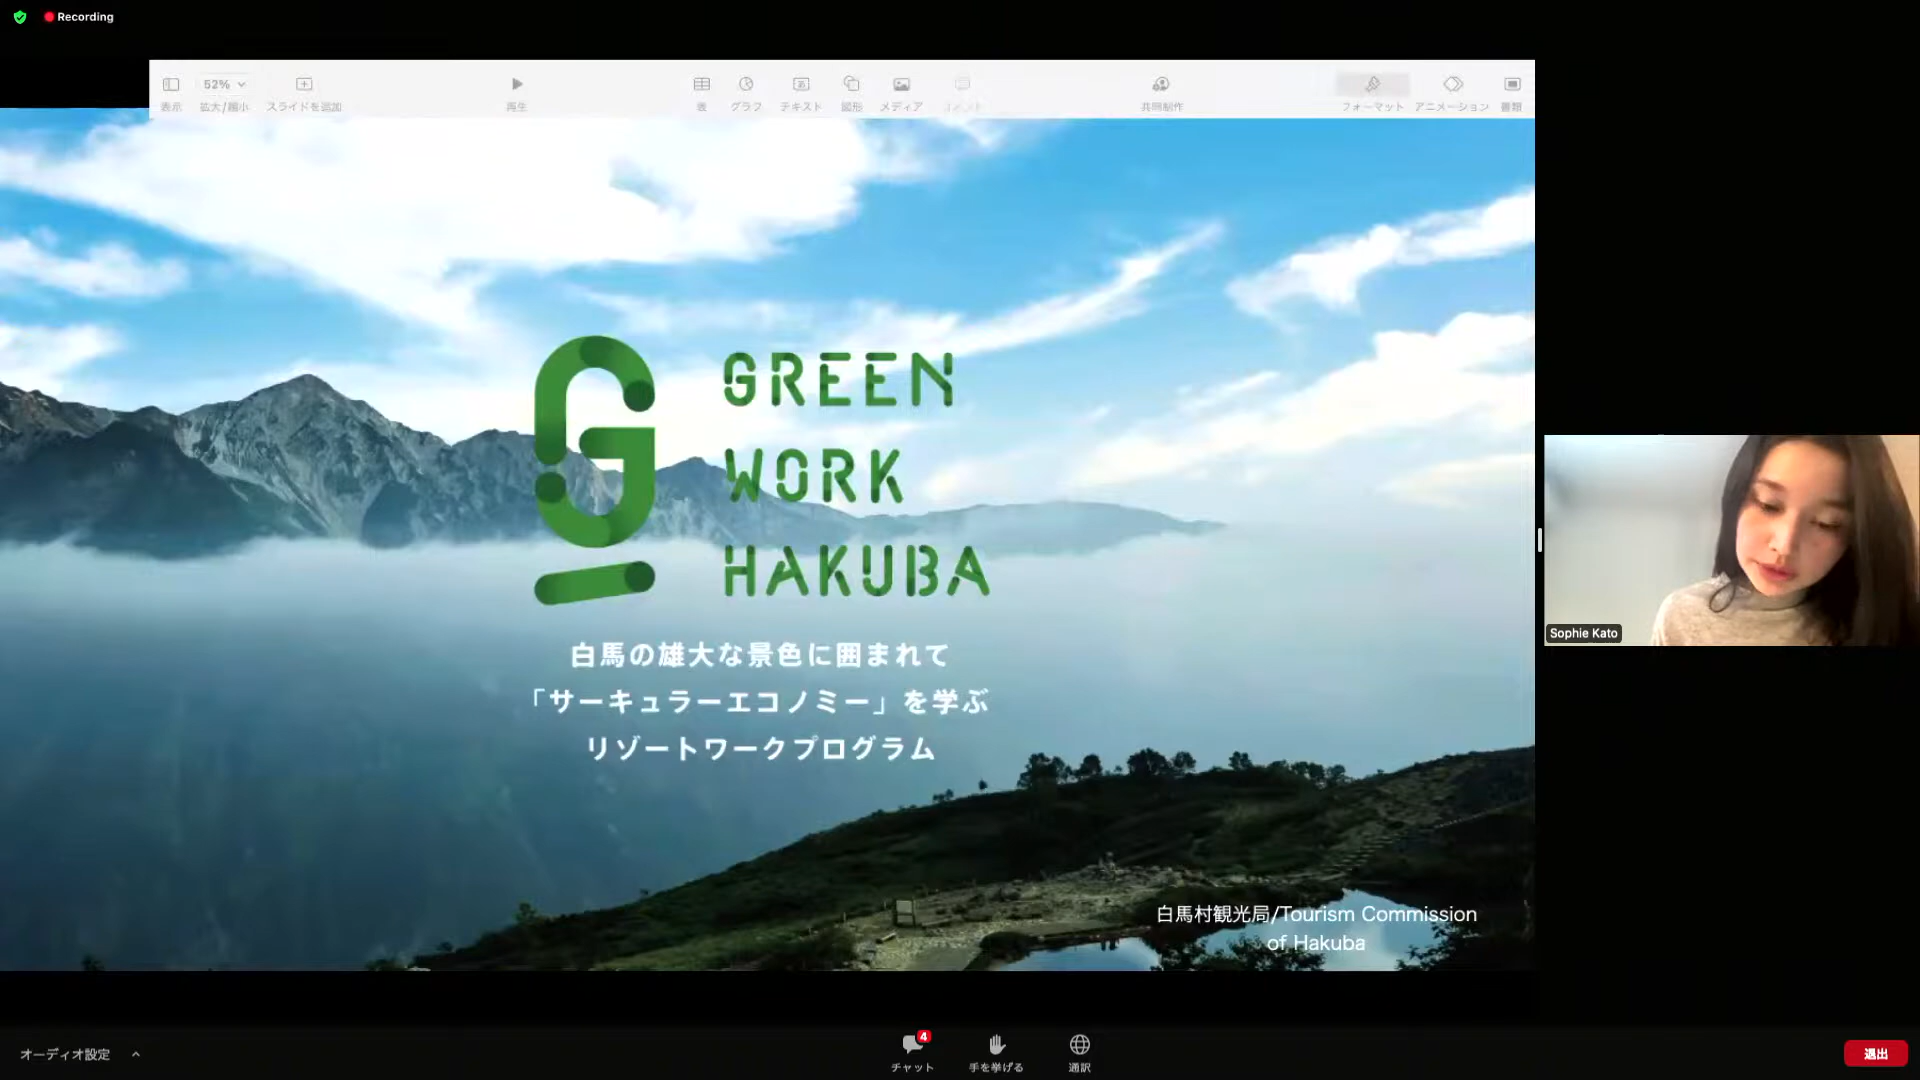 Recording
52%
表示
拡大/縮小
スライドを追加
再生
表
グラフ
テキスト
図形
メディア
コメント
共同制作
フォーマット
アニメーション
書類
GREEN
WORK
HAKUBA
白馬の雄大な景色に囲まれて
「サーキュラーエコノミー」を学ぶ
リゾートワークプログラム
Sophie Kato
白馬村観光局/Tourism Commission
of Hakuba
オーディオ設定
4
チャット
手を挙げる
通訳
退出